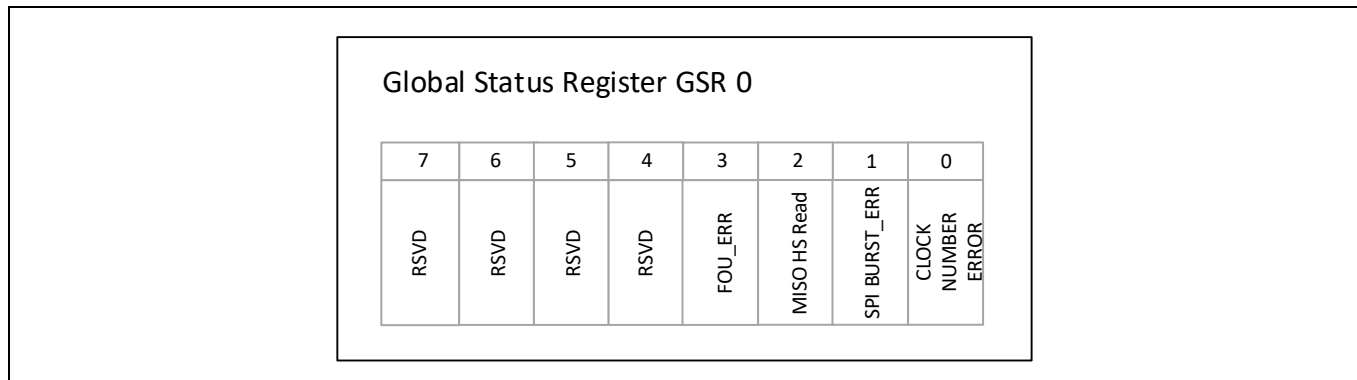 Global Status Register GSR 0
7 6 5 4 3 2 1 0
RSVD
RSVD
RSVD
RSVD
FOU_ERR
MISO HS Read
SPI BURST_ERR
CLOCK
NUMBER
ERROR